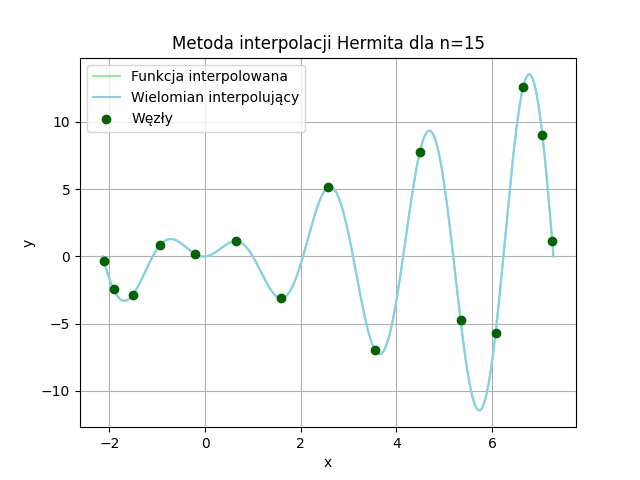 Metoda interpolacji Hermita dla n=15
Funkcja interpolowana
Wielomian interpolujący
Węzły
10
5
0
−5
−10
y
−2
0
2
4
6
x